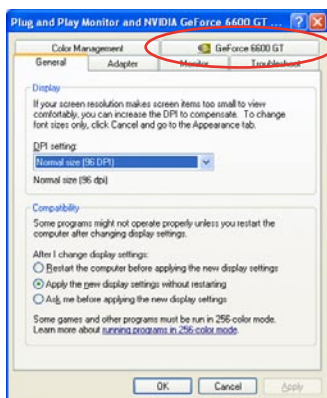 Plug and Play Monitor and NVIDIA GeForce 6600 GT ...
Color Management
GeForce 6600 GT
General
Adapter
Monitor
Troubleshoot
Display
If your screen resolution makes screen items too small to view
comfortably, you can increase the DPI to compensate. To change
font sizes only, click Cancel and go to the Appearance tab.
DPI setting:
Normal size (96 DPI)
Normal size (96 dpi)
Compatibility
Some programs might not operate properly unless you restart the
computer after changing display settings.
After I change display settings:
Restart the computer before applying the new display settings
Apply the new display settings without restarting
Ask me before applying the new display settings
Some games and other programs must be run in 256-color mode.
Learn more about running programs in 256-color mode.
OK
Cancel
Apply